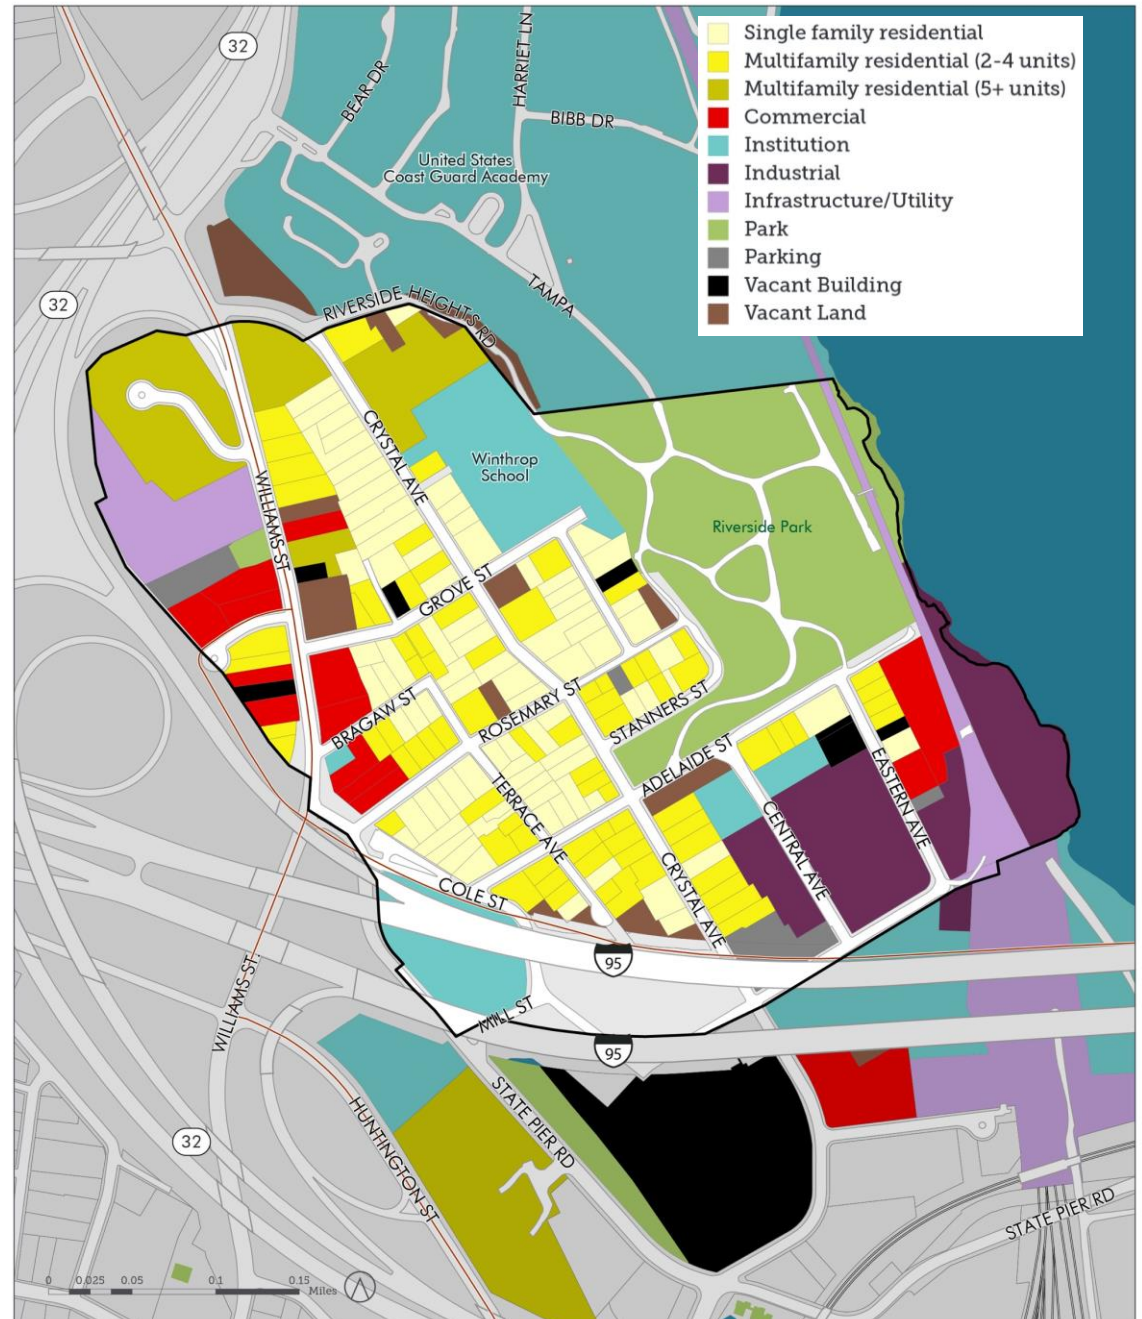 32
HARRIET LN
BEAR DR
BIBB DR
Single family residential
Multifamily residential (2-4 units)
Multifamily residential (5+ units)
Commercial
Institution
Industrial
Infrastructure/Utility
Park
Parking
Vacant Building
Vacant Land
United States
Coast Guard Academy
TAMPA
32
RIVERSIDE HEIGHTS RD
CRYSTAL AVE
Winthrop
School
WILLIAMS ST
Riverside Park
GROVE ST
BRAGAW ST
ROSEMARY ST
STANNERS ST
ADELAIDE ST
TERRACE AVE
EASTERN AVE
CENTRAL AVE
CRYSTAL AVE
COLE ST
95
WILLIAMS ST
MILL ST
95
STATE PIER RD
HUNTINGTON ST
32
STATE PIER RD
0 0.025 0.05 0.1 0.15
Miles